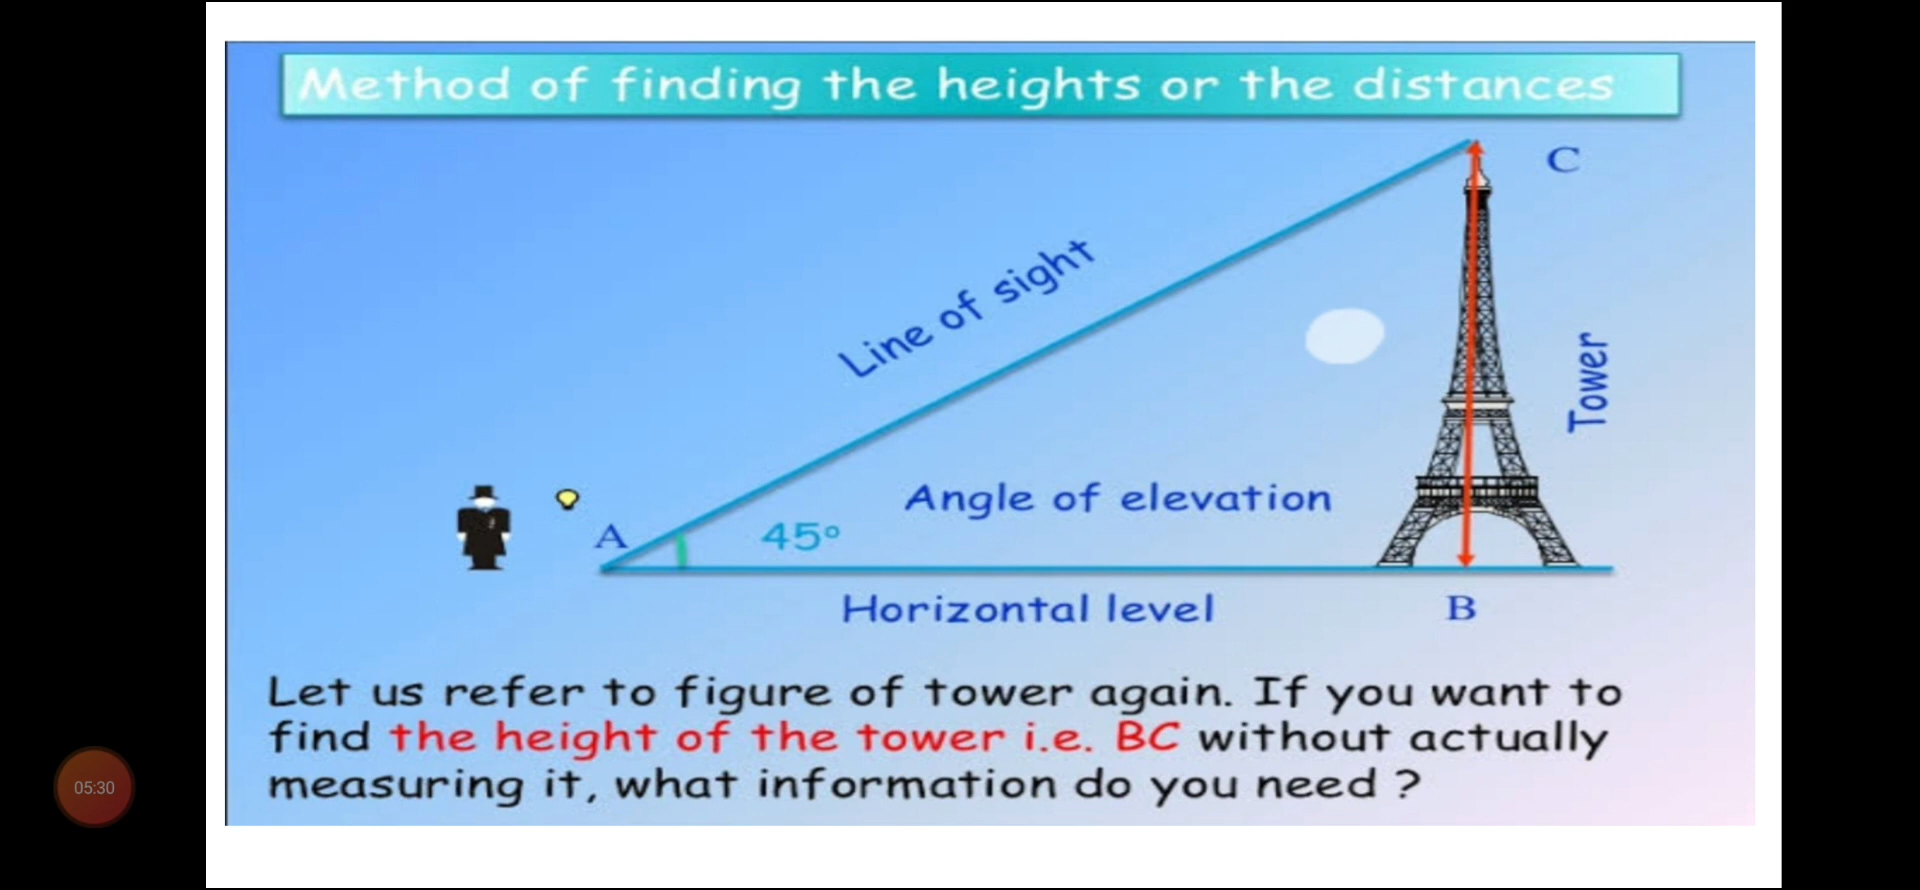 Method of finding the heights or the distances
C
Line of sight
Tower
Angle of elevation
A
45°
Horizontal level
B
Let us refer to figure of tower again. If you want to
find the height of the tower i.e. BC without actually
measuring it, what information do you need ?
05:30